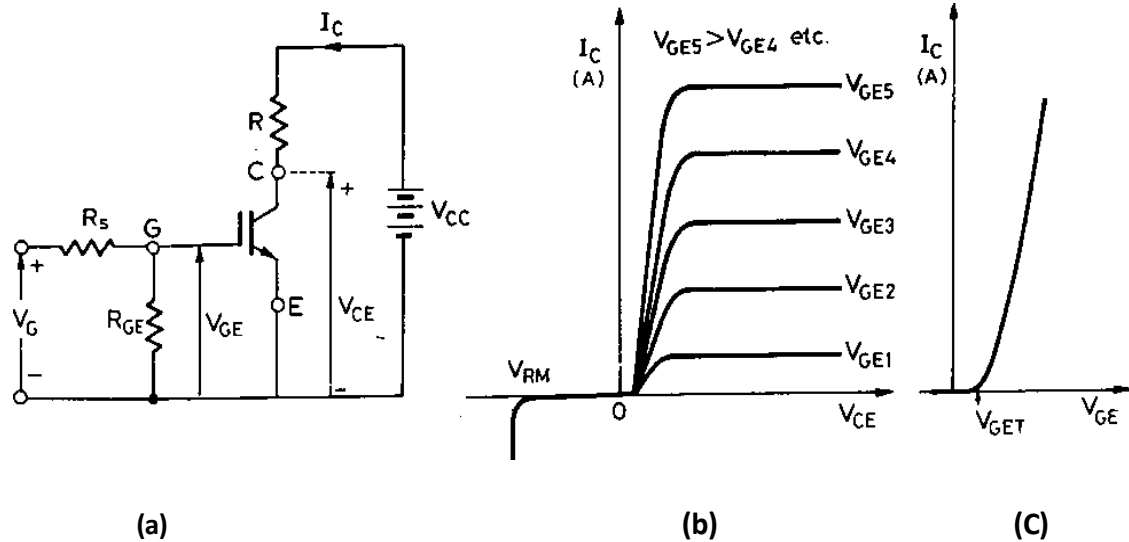 I_C
R
C
+
R_S
G
+
V_G
R_GE
V_GE
E
V_CE
V_CC
−
−
(a)
I_C
(A)
V_GE5 > V_GE4 etc.
V_GE5
V_GE4
V_GE3
V_GE2
V_GE1
V_RM
O
V_CE
(b)
I_C
(A)
V_GET
V_GE
(C)